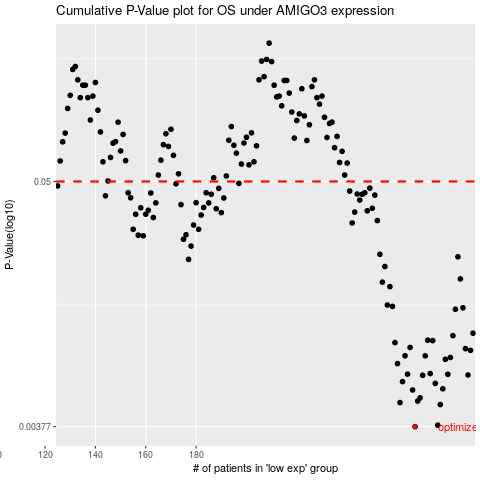 Cumulative P-Value plot for OS under AMIGO3 expression
P-Value(log10)
0.05
0.00377
optimize
0 120 140 160 180
# of patients in 'low exp' group